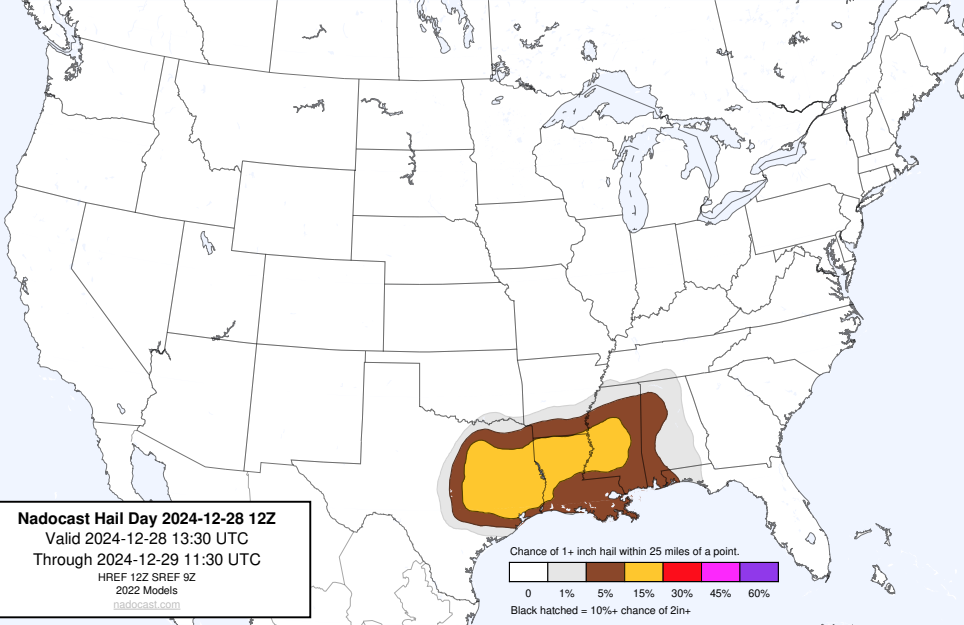 Nadocast Hail Day 2024-12-28 12Z
Valid 2024-12-28 13:30 UTC
Through 2024-12-29 11:30 UTC
HREF 12Z SREF 9Z
2022 Models
nadocast.com
Chance of 1+ inch hail within 25 miles of a point.
0 1% 5% 15% 30% 45% 60%
Black hatched = 10%+ chance of 2in+